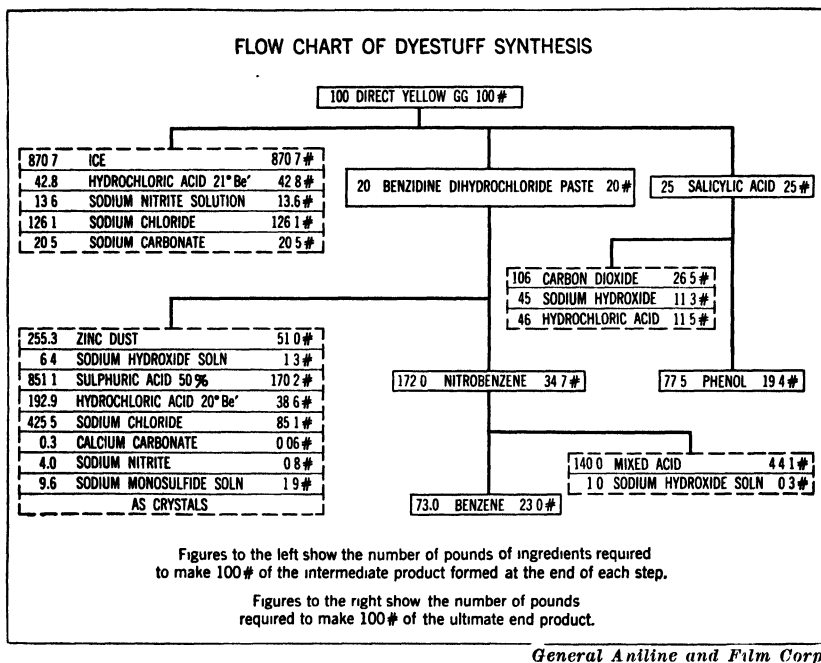 FLOW CHART OF DYESTUFF SYNTHESIS
100 DIRECT YELLOW GG 100#
870 7 ICE 870 7#
42.8 HYDROCHLORIC ACID 21° Be' 42 8#
13 6 SODIUM NITRITE SOLUTION 13.6#
126 1 SODIUM CHLORIDE 126 1#
20 5 SODIUM CARBONATE 20 5#
20 BENZIDINE DIHYDROCHLORIDE PASTE 20#
25 SALICYLIC ACID 25#
106 CARBON DIOXIDE 26 5#
45 SODIUM HYDROXIDE 11 3#
46 HYDROCHLORIC ACID 11 5#
255.3 ZINC DUST 51 0#
6 4 SODIUM HYDROXIDF SOLN 1 3#
851 1 SULPHURIC ACID 50% 170 2#
192.9 HYDROCHLORIC ACID 20° Be' 38 6#
425 5 SODIUM CHLORIDE 85 1#
0.3 CALCIUM CARBONATE 0 06#
4.0 SODIUM NITRITE 0 8#
9.6 SODIUM MONOSULFIDE SOLN 1 9#
AS CRYSTALS
172 0 NITROBENZENE 34 7#
77 5 PHENOL 19 4#
140 0 MIXED ACID 44 1#
1 0 SODIUM HYDROXIDE SOLN 0 3#
73.0 BENZENE 23 0#
Figures to the left show the number of pounds of ingredients required
to make 100# of the intermediate product formed at the end of each step.
Figures to the right show the number of pounds
required to make 100# of the ultimate end product.
General Aniline and Film Corp